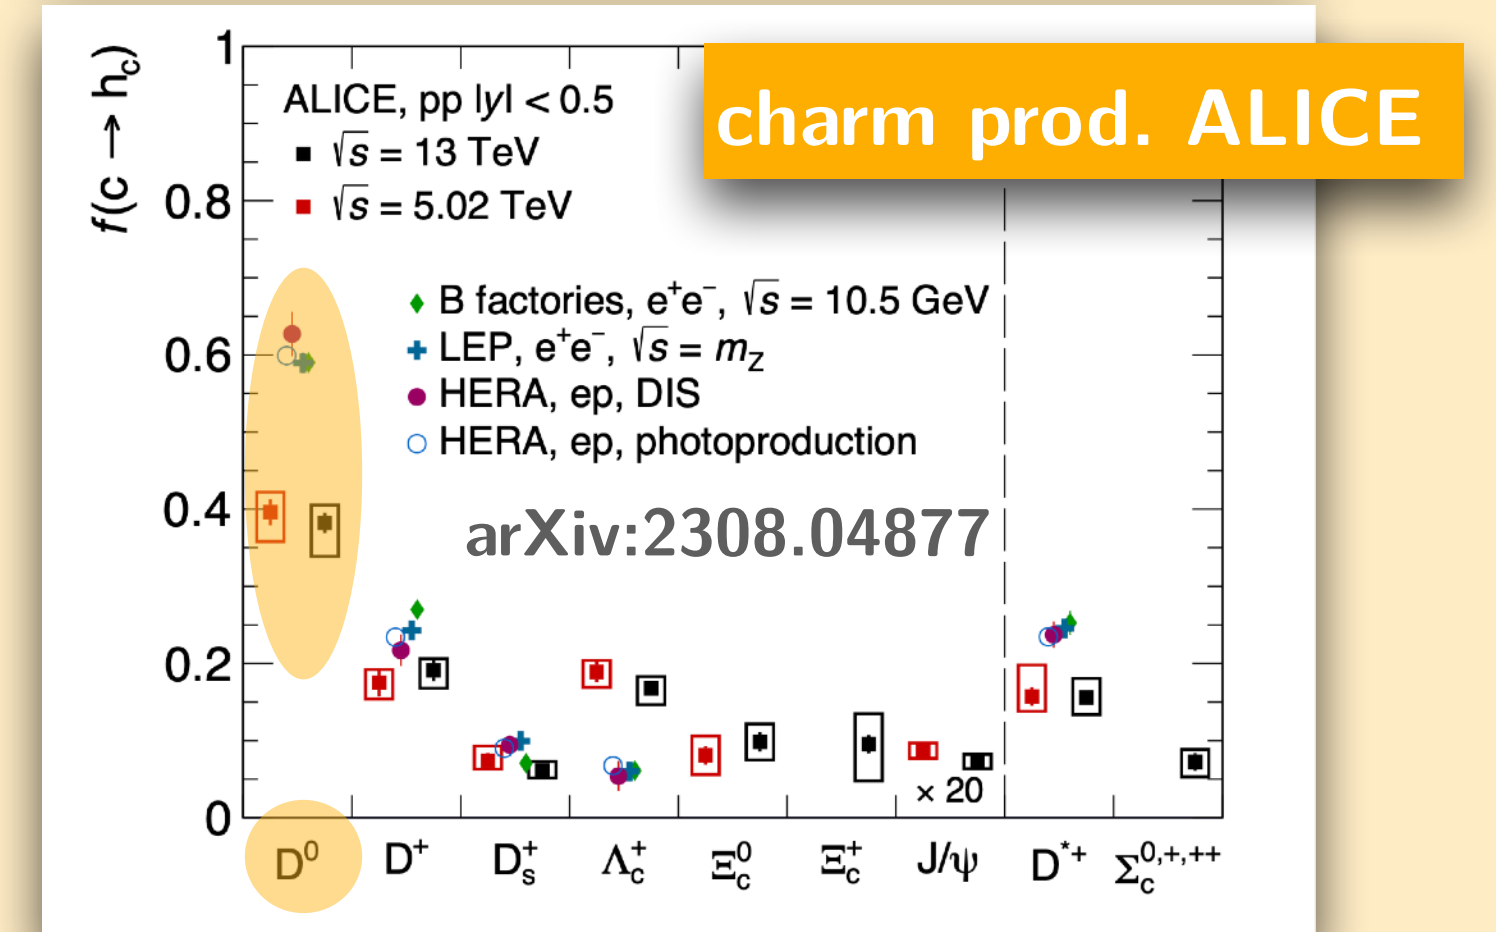 f(c → h_c)
1
charm prod. ALICE
ALICE, pp |y| < 0.5
√s = 13 TeV
0.8
√s = 5.02 TeV
B factories, e⁺e⁻, √s = 10.5 GeV
0.6
LEP, e⁺e⁻, √s = m_Z
HERA, ep, DIS
HERA, ep, photoproduction
0.4
arXiv:2308.04877
0.2
× 20
0
D⁰ D⁺ D_s⁺ Λ_c⁺ Ξ_c⁰ Ξ_c⁺ J/ψ D*⁺ Σ_c^{0,+,++}